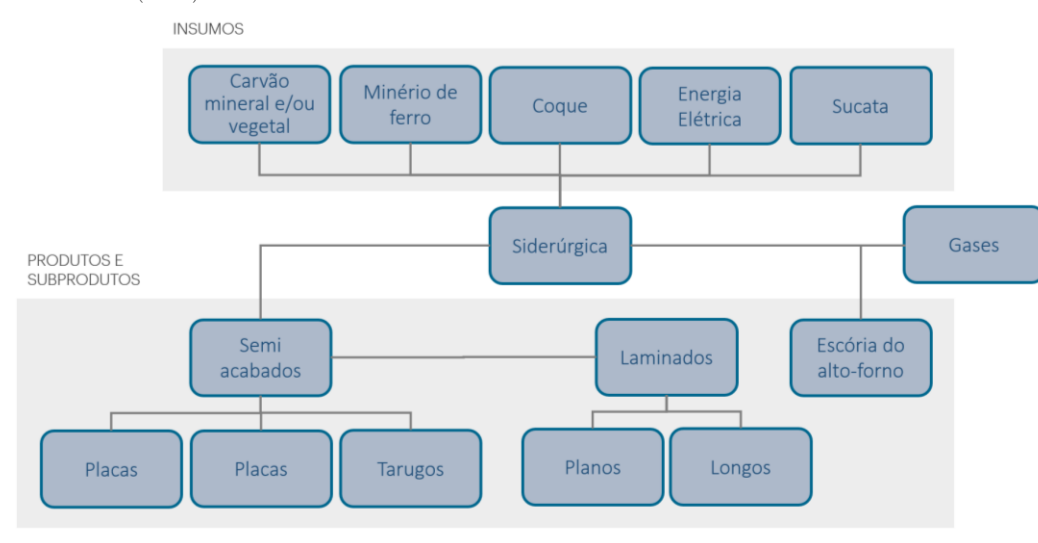 INSUMOS
Carvão
mineral e/ou
vegetal
Minério de
ferro
Coque
Energia
Elétrica
Sucata
Siderúrgica
Gases
PRODUTOS E
SUBPRODUTOS
Semi
acabados
Laminados
Escória do
alto-forno
Placas
Placas
Tarugos
Planos
Longos